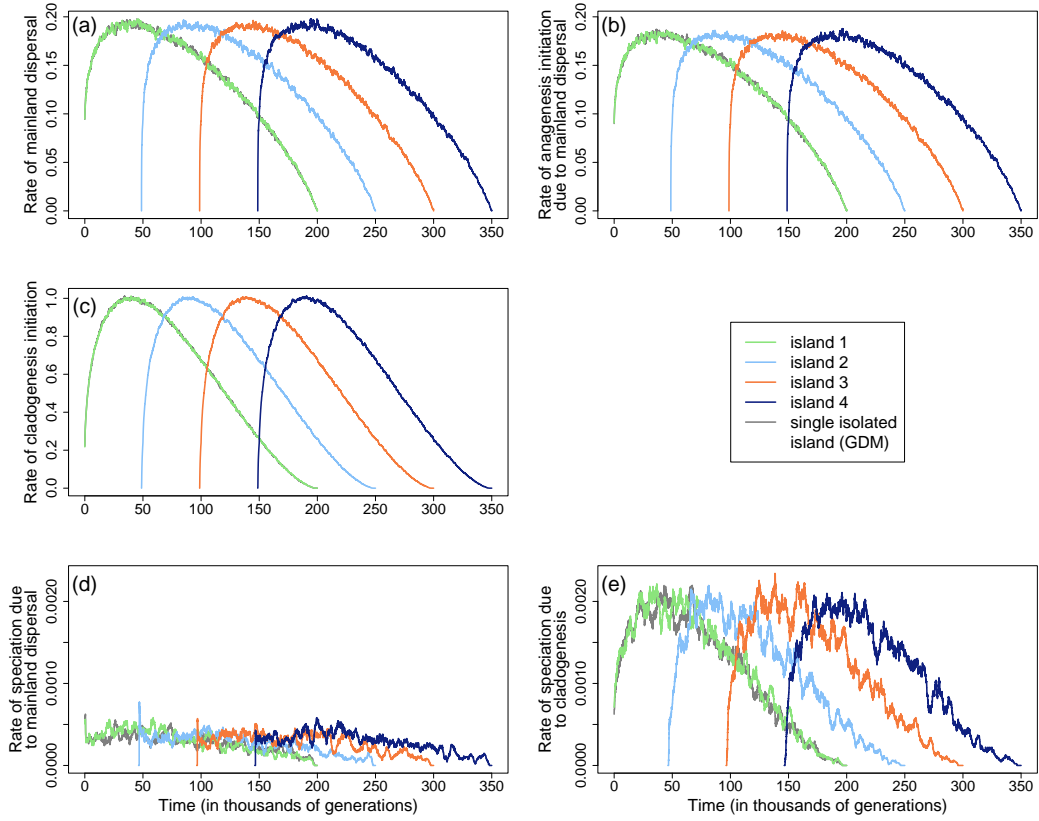 (a)
Rate of mainland dispersal
0.00 0.05 0.10 0.15 0.20
0 50 100 150 200 250 300 350
(b)
Rate of anagenesis initiation
due to mainland dispersal
0.00 0.05 0.10 0.15 0.20
0 50 100 150 200 250 300 350
(c)
Rate of cladogenesis initiation
0.0 0.2 0.4 0.6 0.8 1.0
0 50 100 150 200 250 300 350
island 1
island 2
island 3
island 4
single isolated
island (GDM)
(d)
Rate of speciation due
to mainland dispersal
0.0000 0.0010 0.0020
0 50 100 150 200 250 300 350
Time (in thousands of generations)
(e)
Rate of speciation due
to cladogenesis
0.0000 0.0010 0.0020
0 50 100 150 200 250 300 350
Time (in thousands of generations)